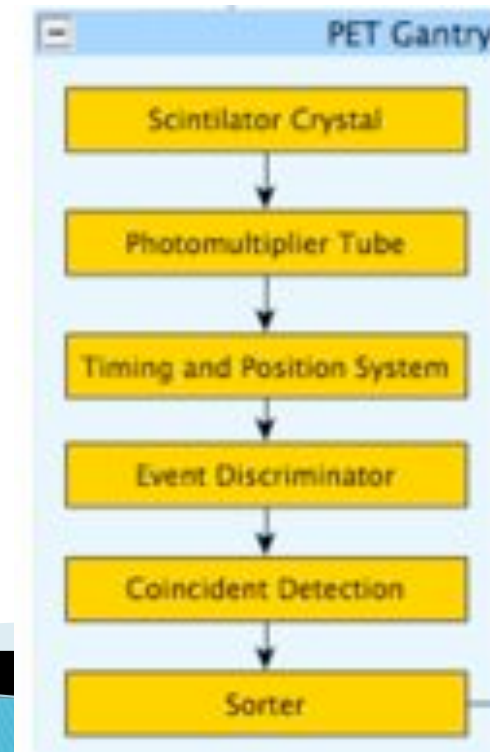 PET Gantry
Scintilator Crystal
Photomultiplier Tube
Timing and Position System
Event Discriminator
Coincident Detection
Sorter